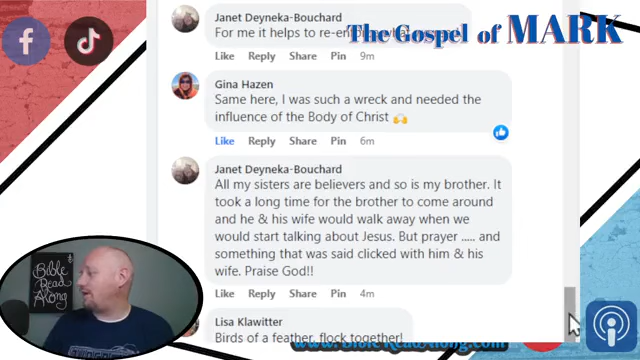 Janet Deyneka-Bouchard
For me it helps to re-
The Gospel of MARK
Like Reply Share Pin 9m
Gina Hazen
Same here, I was such a wreck and needed the
influence of the Body of Christ 🙌
Like Reply Share Pin 6m
Janet Deyneka-Bouchard
All my sisters are believers and so is my brother. It
took a long time for the brother to come around
and he & his wife would walk away when we
would start talking about Jesus. But prayer ..... and
something that was said clicked with him & his
wife. Praise God!!
Like Reply Share Pin 4m
Bible
Read
Along
Lisa Klawitter
Birds of a feather, flock together!
www.BibleReadAlong.com